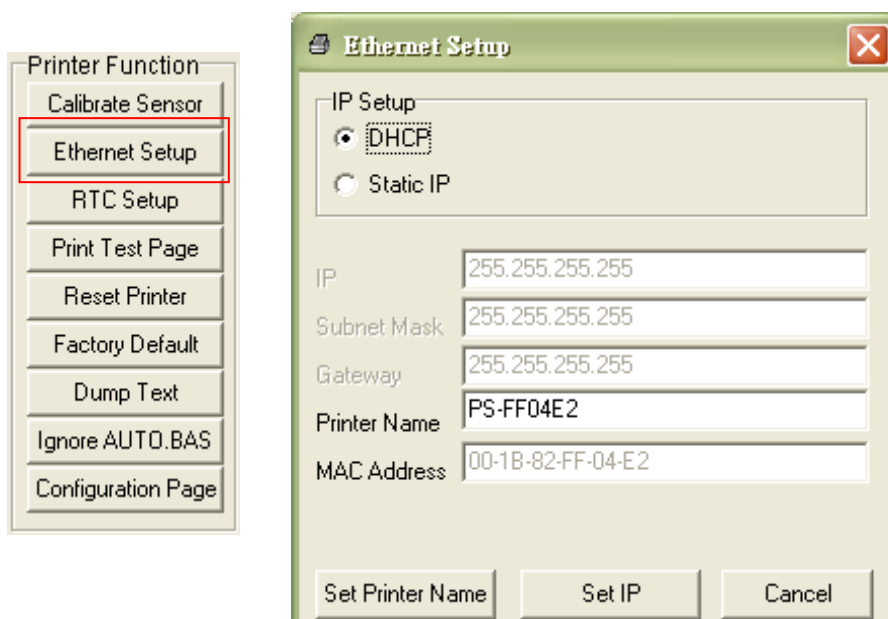 Printer Function
Calibrate Sensor
Ethernet Setup
RTC Setup
Print Test Page
Reset Printer
Factory Default
Dump Text
Ignore AUTO.BAS
Configuration Page
Ethernet Setup
IP Setup
DHCP
Static IP
IP 255.255.255.255
Subnet Mask 255.255.255.255
Gateway 255.255.255.255
Printer Name PS-FF04E2
MAC Address 00-1B-82-FF-04-E2
Set Printer Name Set IP Cancel